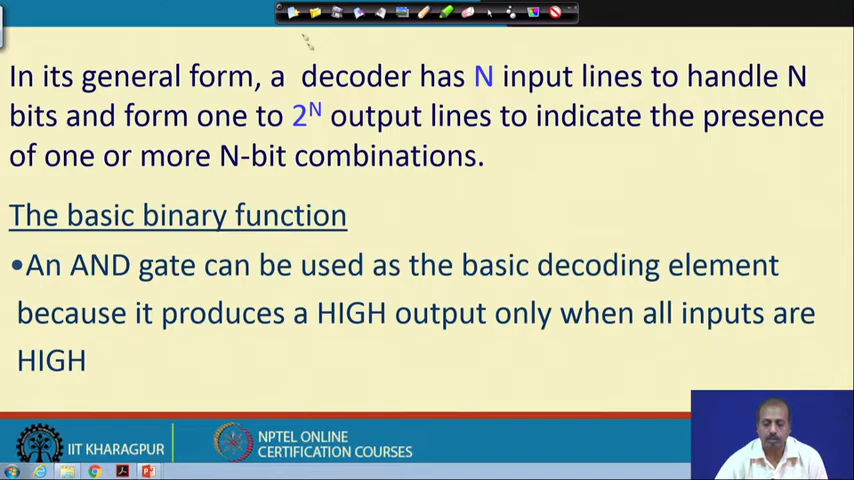 In its general form, a decoder has N input lines to handle N
bits and form one to 2ᴺ output lines to indicate the presence
of one or more N-bit combinations.
The basic binary function
•An AND gate can be used as the basic decoding element
because it produces a HIGH output only when all inputs are
HIGH
IIT KHARAGPUR
NPTEL ONLINE
CERTIFICATION COURSES